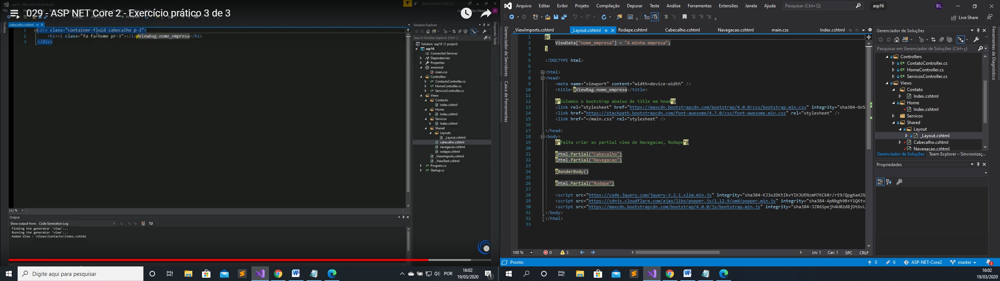 asp16 - Microsoft Visual Studio
Quick Launch (Ctrl+Q)
029 - ASP NET Core 2 - Exercício prático 3 de 3
cabecalho.cshtml
Toolbox
1 <div class="container-fluid cabecalho p-3">
2 <h1><i class="fa fa-home pr-3"></i>@ViewBag.nome_empresa</h1>
3 </div>
111 %
Output
Show output from: Code Generation Log
Finding the generator 'view'...
Running the generator 'view'...
Added View : \Views\Contacto\Index.cshtml
Solution Explorer
Search Solution Explorer (Ctrl+ )
Solution 'asp16' (1 project)
asp16
Connected Services
Dependencies
Properties
wwwroot
main.css
Controllers
ContactoController.cs
HomeController.cs
ServicosController.cs
Views
Contacto
Index.cshtml
Home
Index.cshtml
Servicos
Index.cshtml
Shared
Layouts
_Layout.cshtml
cabecalho.cshtml
navegacao.cshtml
rodape.cshtml
_ViewImports.cshtml
_ViewStart.cshtml
Program.cs
Startup.cs
Diagnostic Tools
Digite aqui para pesquisar
POR
16:02
19/03/2020
1
Arquivo Editar Exibir Projeto Compilação Depurar Teste Análise Ferramentas Extensões Janela Ajuda
Pesquisar (Ctrl+Q)
asp16
BL
Live Share
Gerenciador de Servidores
Caixa de Ferramentas
_ViewImports.cshtml _Layout.cshtml Rodape.cshtml Cabecalho.cshtml Navegacao.cshtml main.css Index.cshtml
1 @{
2 ViewData["nome_empresa"] = "A minha empresa";
3 }
4
5 <!DOCTYPE html>
6
7 <html>
8 <head>
9 <meta name="viewport" content="width=device-width" />
10 <title>@ViewBag.nome_empresa</title>
11
12 @*Colamos o bootstrap abaixo de title em head*@
13 <link rel="stylesheet" href="https://maxcdn.bootstrapcdn.com/bootstrap/4.0.0/css/bootstrap.min.css" integrity="sha384-Gn5
14 <link href="https://stackpath.bootstrapcdn.com/font-awesome/4.7.0/css/font-awesome.min.css" rel="stylesheet" />
15 <link href="~/main.css" rel="stylesheet" />
16
17 </head>
18 <body>
19 @*falta criar as partial view de Navegacao, Rodape*@
20
21 @Html.Partial("Cabecalho")
22 @Html.Partial("Navegacao")
23
24 @RenderBody()
25
26 @Html.Partial("Rodape")
27
28 <script src="https://code.jquery.com/jquery-3.2.1.slim.min.js" integrity="sha384-KJ3o2DKtIkvYIK3UENzmM7KCkRr/rE9/Qpg6aAZG
29 <script src="https://cdnjs.cloudflare.com/ajax/libs/popper.js/1.12.9/umd/popper.min.js" integrity="sha384-ApNbgh9B+Y1QKtv
30 <script src="https://maxcdn.bootstrapcdn.com/bootstrap/4.0.0/js/bootstrap.min.js" integrity="sha384-JZR6Spejh4U02d8jOt6vL
31 </body>
32 </html>
33
100 % 0 3 Ln: 1 Car: 1 SPC CRLF
Gerenciador de Soluções
Pesquisar em Gerenciador de Soluções (Ctrl+ç)
Controllers
ContatoController.cs
HomeController.cs
ServicosController.cs
Views
Contato
Index.cshtml
Home
Index.cshtml
Servicos
Shared
Layout
_Layout.cshtml
Cabecalho.cshtml
Navegacao.cshtml
Gerenciador de Soluções Team Explorer – Sincronizaç...
Propriedades
Ferramentas de Diagnóstico
Pronto
0 6 ASP-NET-Core2 master 3
16:02
19/03/2020